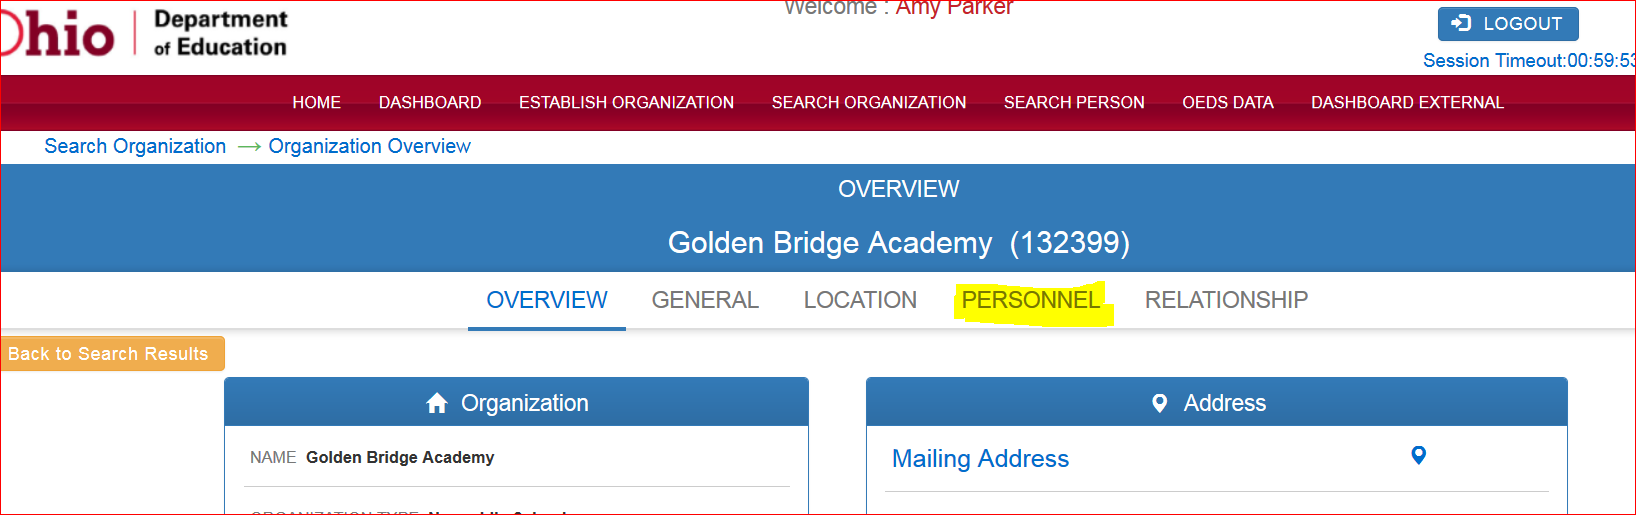 Welcome : Amy Parker
Ohio Department
of Education
LOGOUT
Session Timeout:00:59:53
HOME DASHBOARD ESTABLISH ORGANIZATION SEARCH ORGANIZATION SEARCH PERSON OEDS DATA DASHBOARD EXTERNAL
Search Organization → Organization Overview
OVERVIEW
Golden Bridge Academy (132399)
OVERVIEW GENERAL LOCATION PERSONNEL RELATIONSHIP
Back to Search Results
Organization
NAME Golden Bridge Academy
Address
Mailing Address